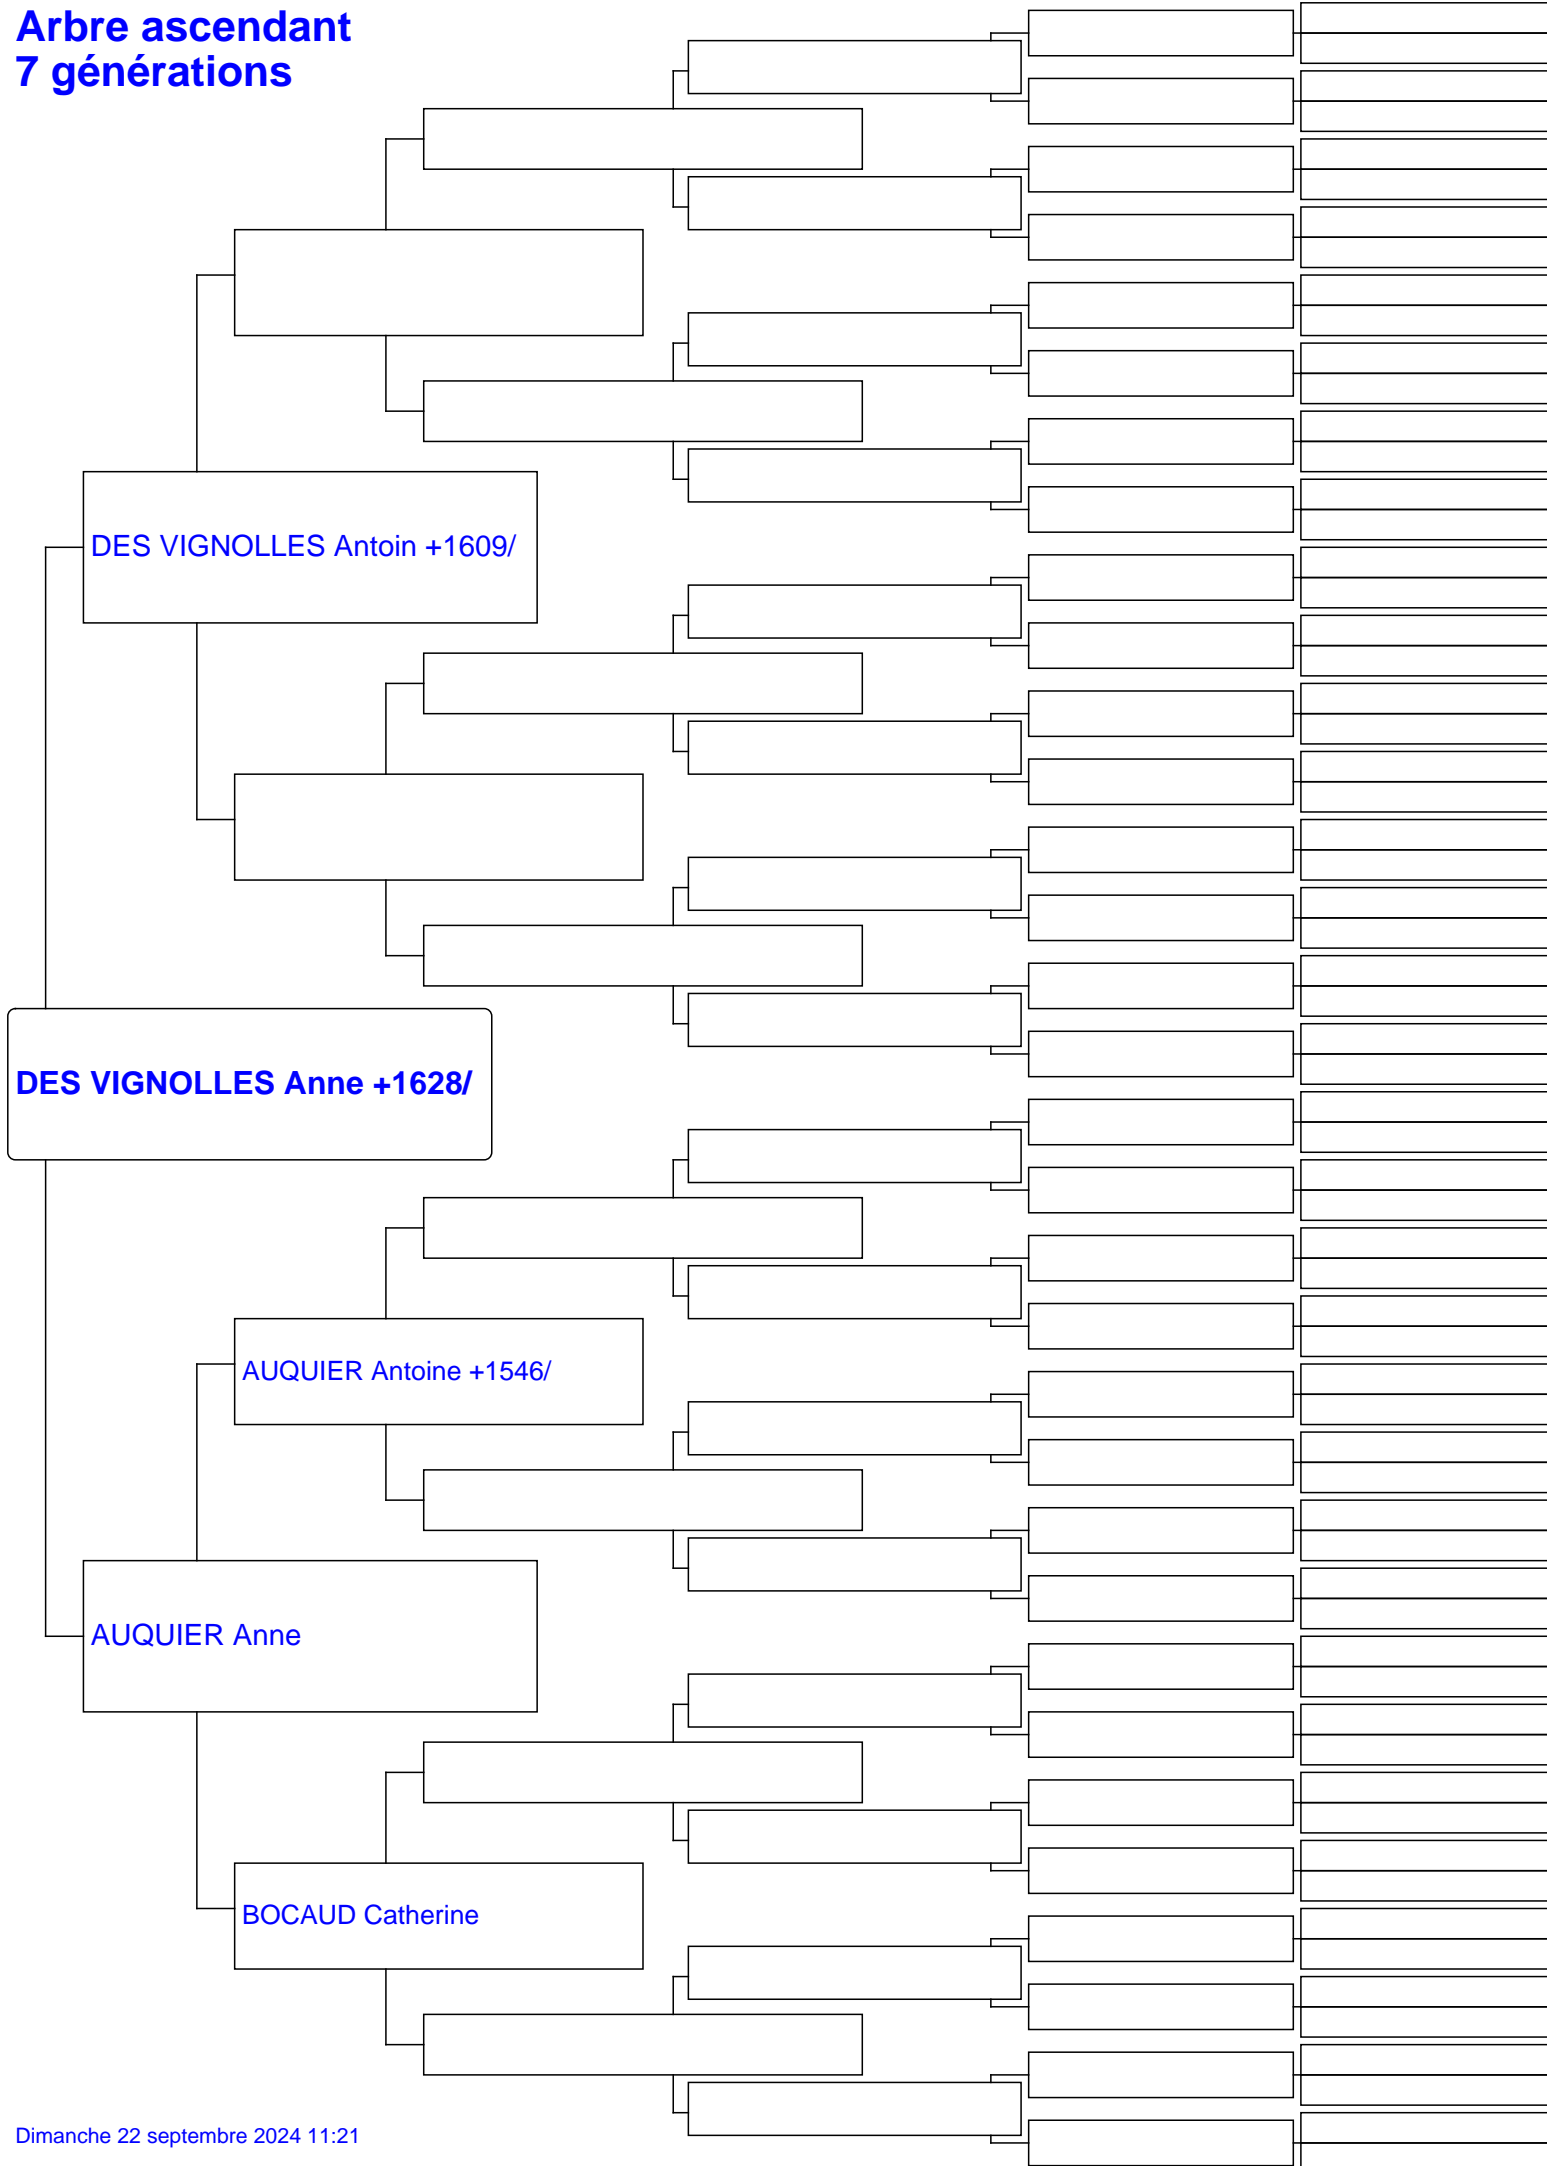 Arbre ascendant
7 générations
DES VIGNOLLES Antoin +1609/
DES VIGNOLLES Anne +1628/
AUQUIER Antoine +1546/
AUQUIER Anne
BOCAUD Catherine
Dimanche 22 septembre 2024 11:21